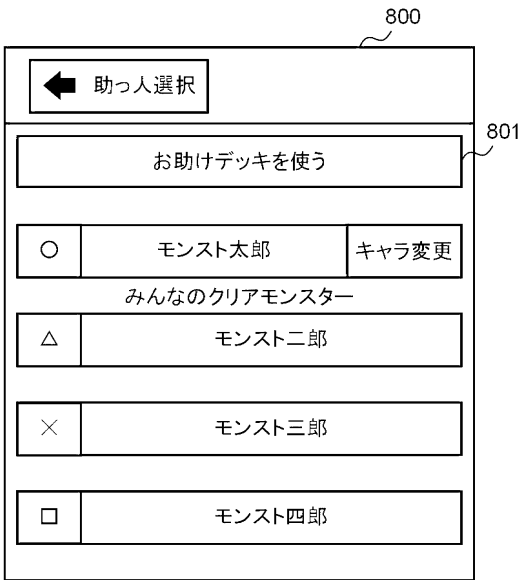 800
← 助っ人選択
801
お助けデッキを使う
○ モンスト太郎 キャラ変更
みんなのクリアモンスター
△ モンスト二郎
× モンスト三郎
□ モンスト四郎